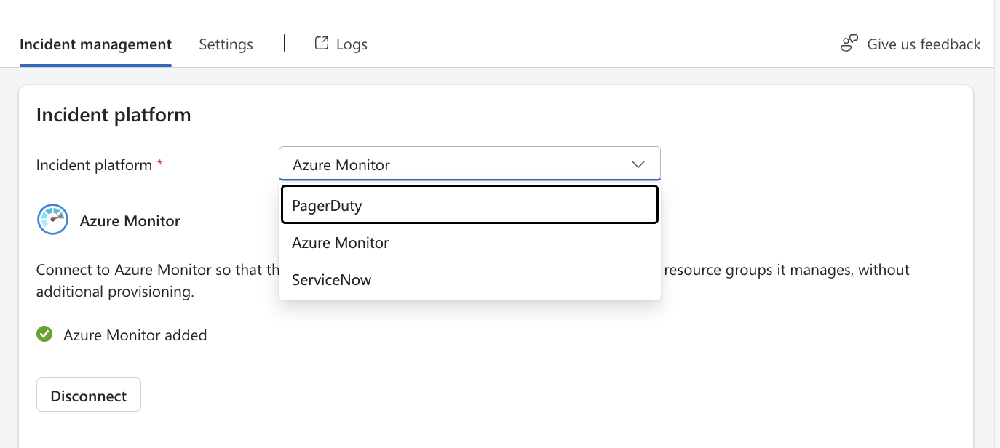 Incident management Settings | Logs Give us feedback
Incident platform
Incident platform * Azure Monitor
PagerDuty
Azure Monitor
Azure Monitor
Connect to Azure Monitor so that th resource groups it manages, without
ServiceNow
additional provisioning.
Azure Monitor added
Disconnect